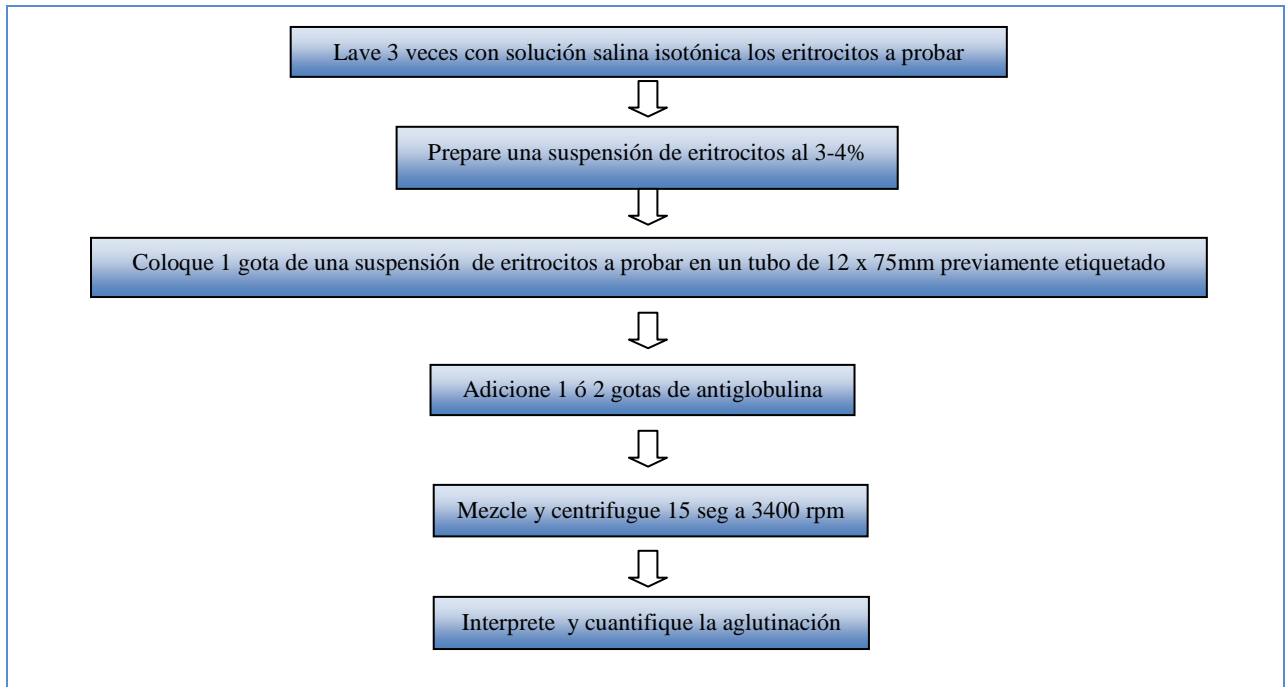 Lave 3 veces con solución salina isotónica los eritrocitos a probar
Prepare una suspensión de eritrocitos al 3-4%
Coloque 1 gota de una suspensión de eritrocitos a probar en un tubo de 12 x 75mm previamente etiquetado
Adicione 1 ó 2 gotas de antiglobulina
Mezcle y centrifugue 15 seg a 3400 rpm
Interprete y cuantifique la aglutinación